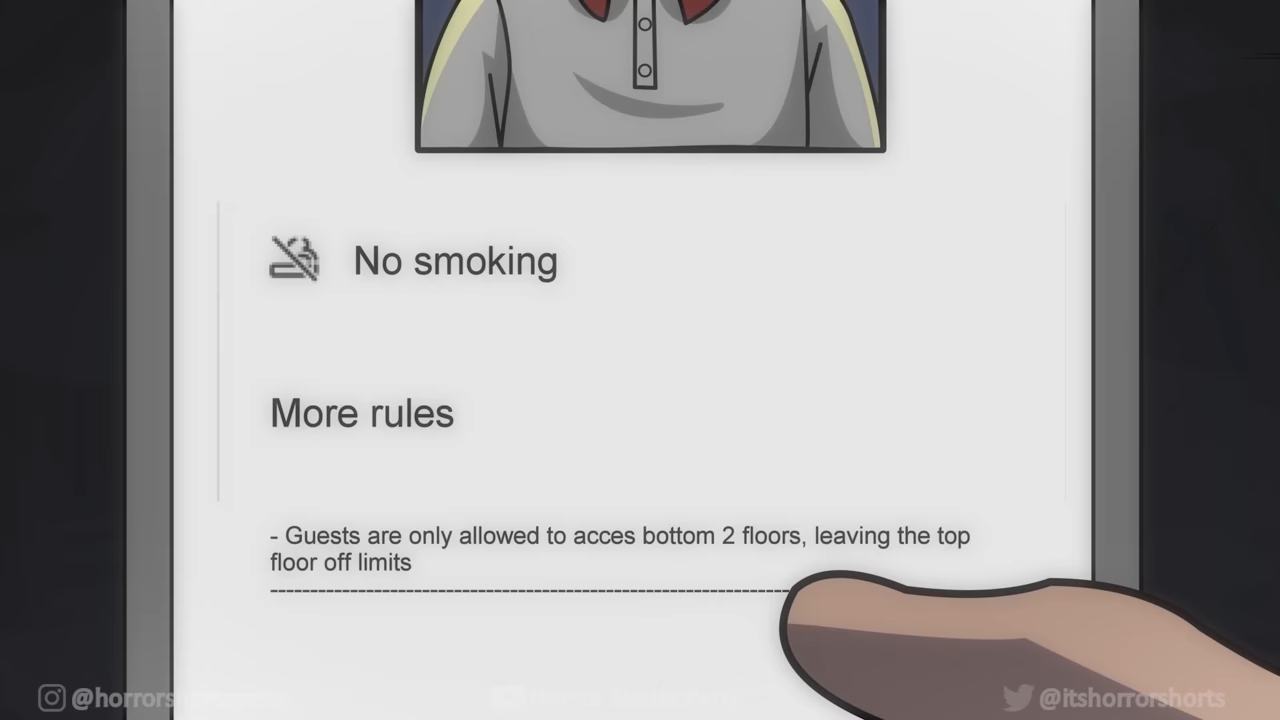 No smoking
More rules
- Guests are only allowed to acces bottom 2 floors, leaving the top
floor off limits
--------------------------------------------------------------------------
@itshorrorshorts